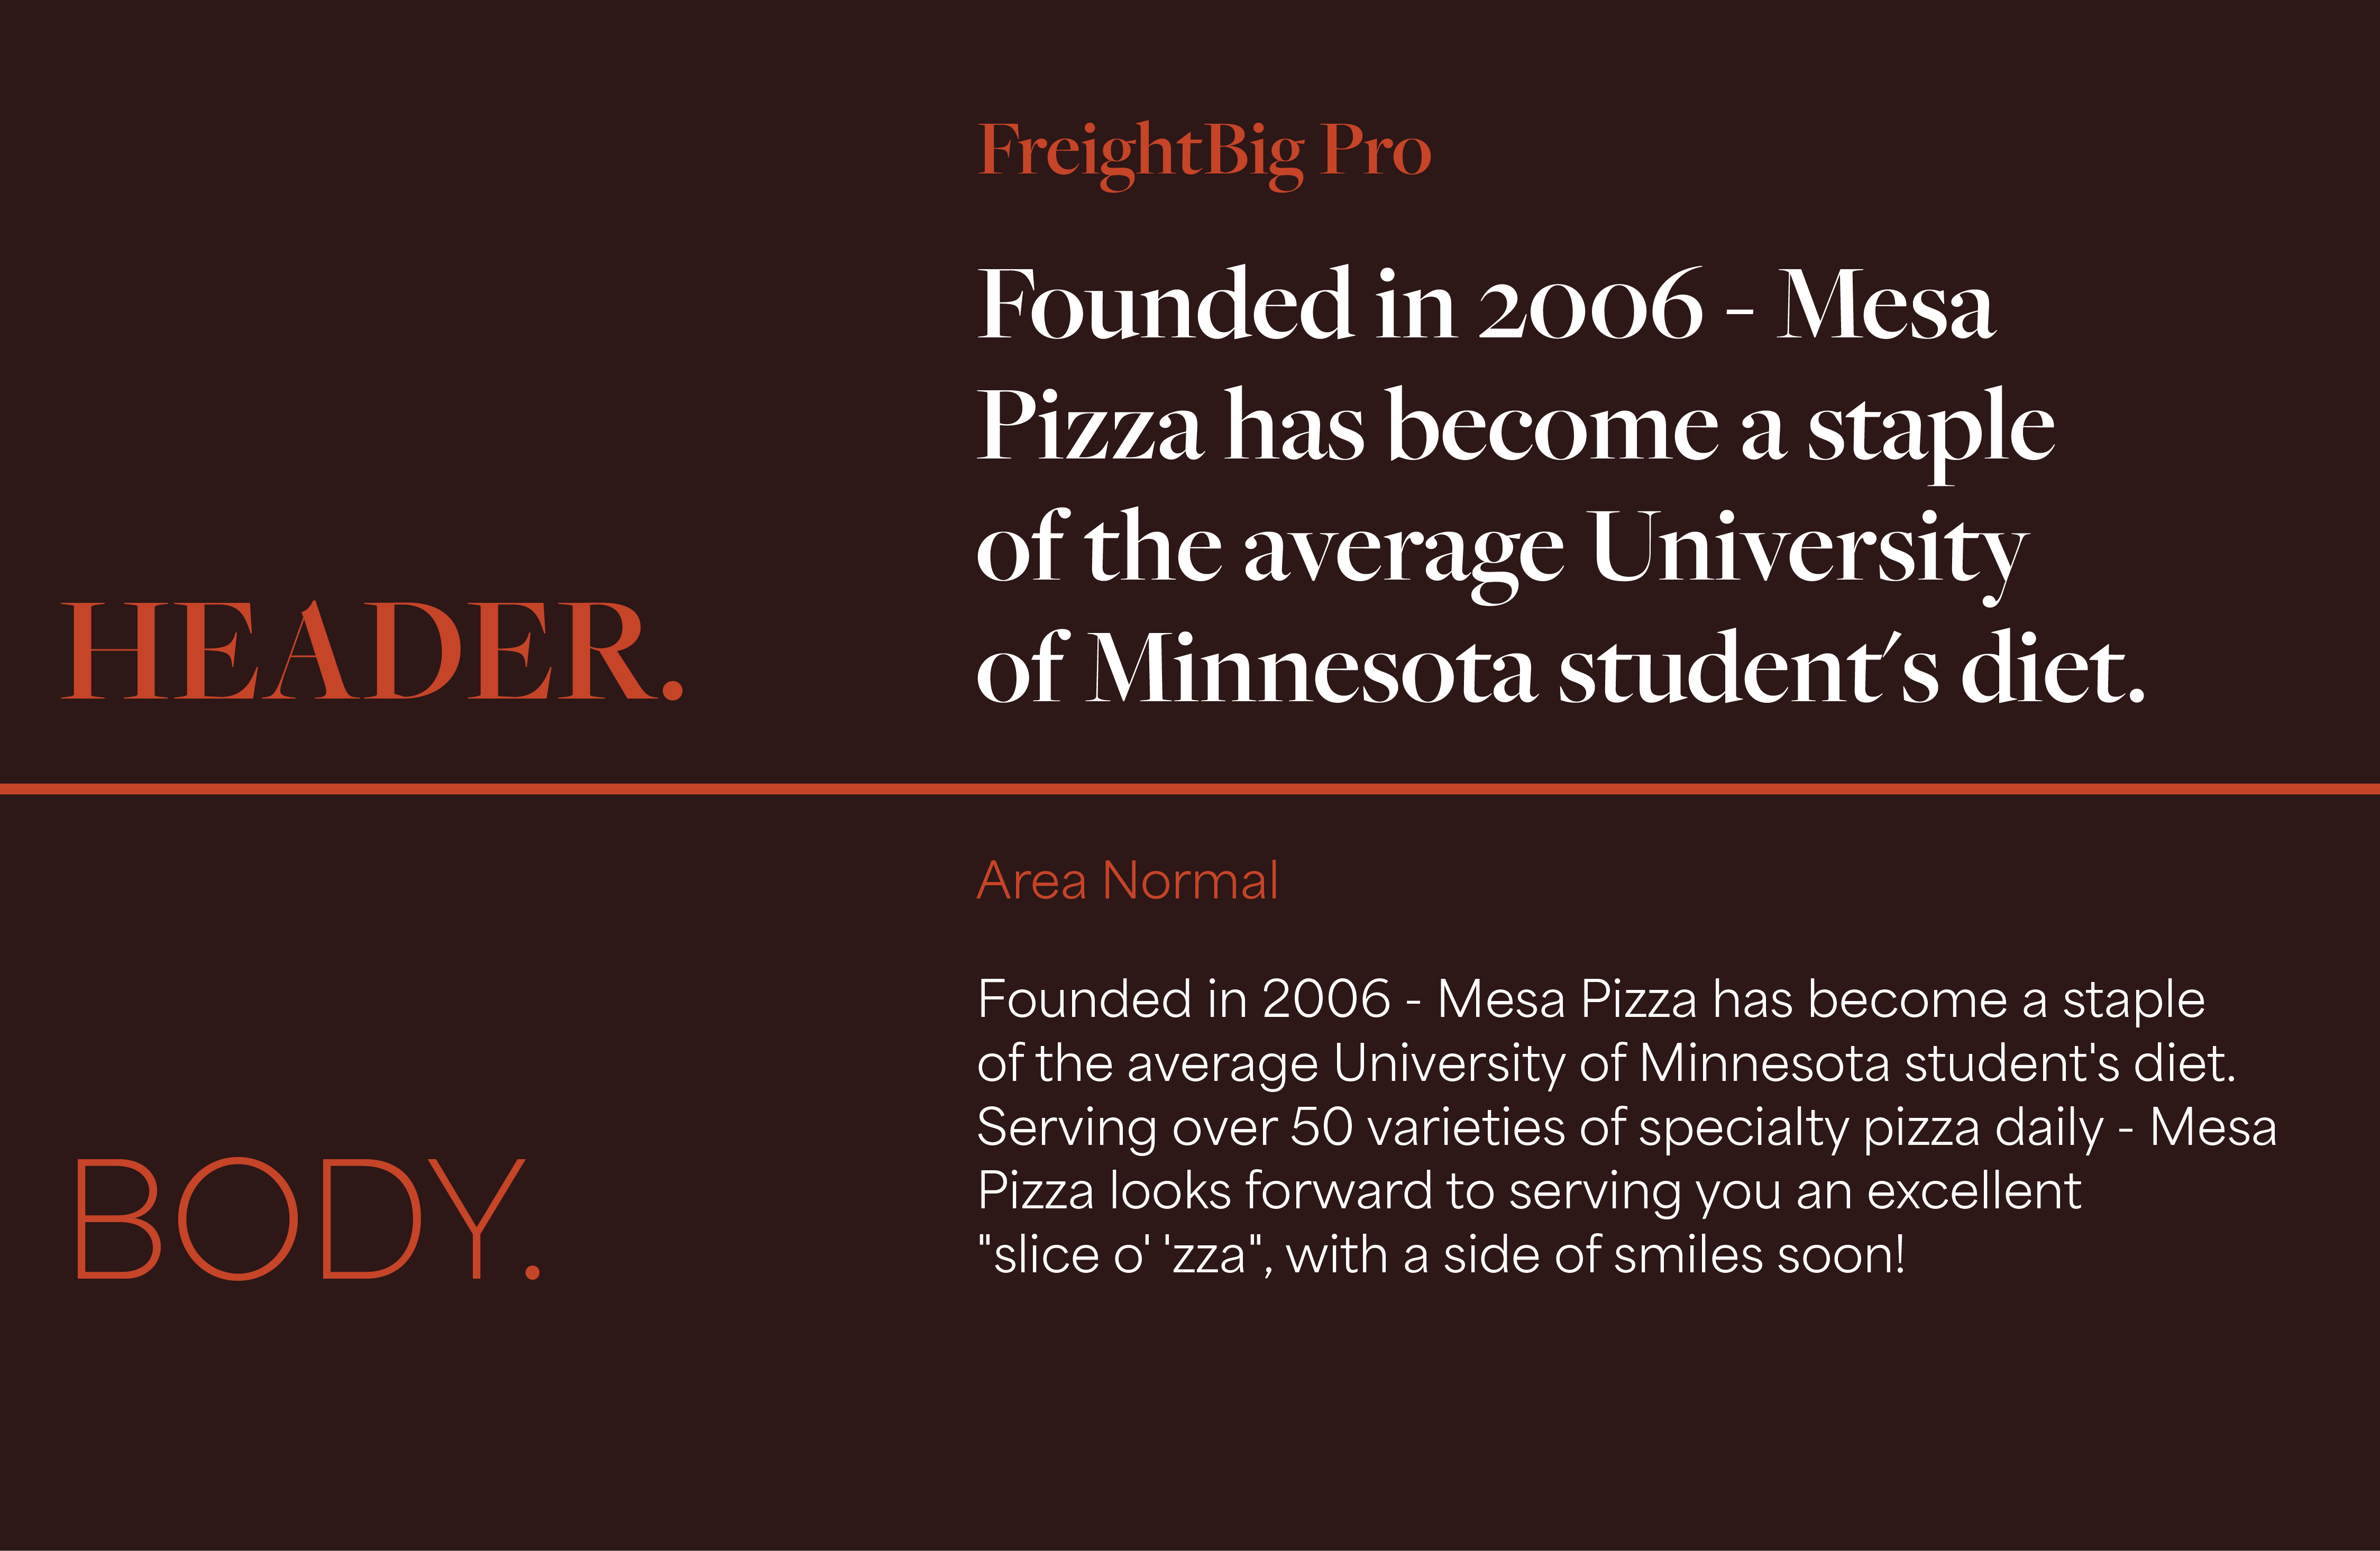 FreightBig Pro
Founded in 2006 - Mesa
Pizza has become a staple
of the average University
of Minnesota student's diet.
HEADER.
Area Normal
Founded in 2006 - Mesa Pizza has become a staple
of the average University of Minnesota student's diet.
Serving over 50 varieties of specialty pizza daily - Mesa
Pizza looks forward to serving you an excellent
"slice o' 'zza", with a side of smiles soon!
BODY.